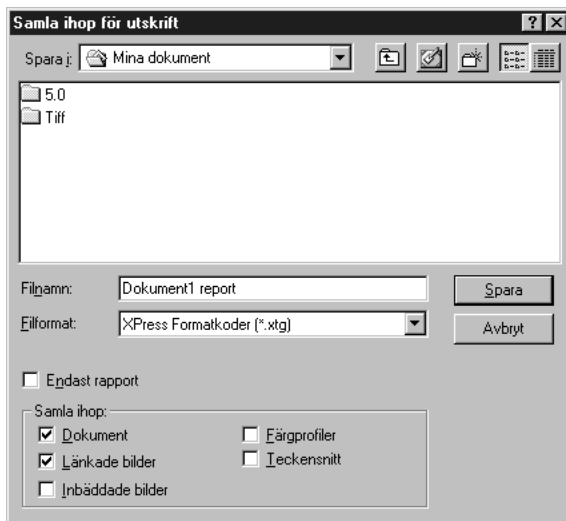 Samla ihop för utskrift
Spara i: Mina dokument
5.0
Tiff
Filnamn: Dokument1 report Spara
Filformat: XPress Formatkoder (*.xtg) Avbryt
Endast rapport
Samla ihop:
Dokument Färgprofiler
Länkade bilder Teckensnitt
Inbäddade bilder